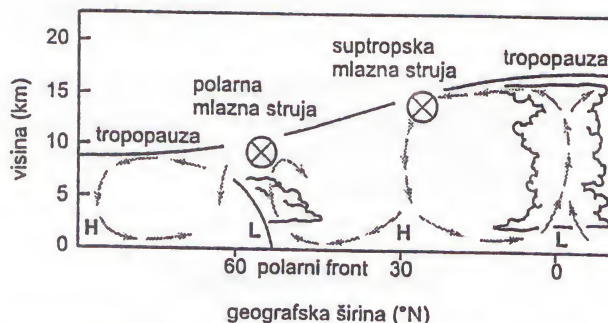 visina (km)
20
15
10
5
0
tropopauza
polarna
mlazna struja
suptropska
mlazna struja
tropopauza
H
L
H
L
60 polarni front
30
0
geografska širina (°N)